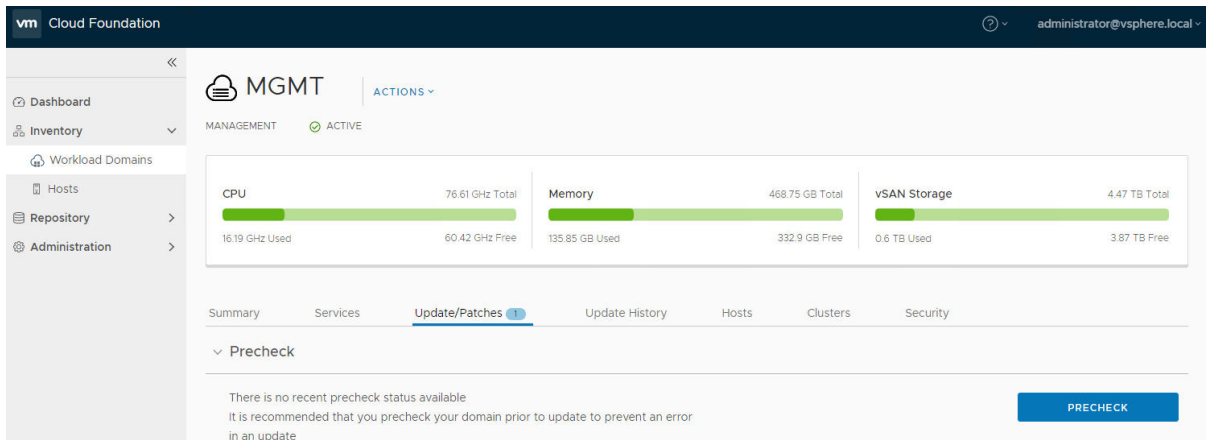 vm Cloud Foundation
administrator@vsphere.local
Dashboard
Inventory
Workload Domains
Hosts
Repository
Administration
MGMT
ACTIONS
MANAGEMENT
ACTIVE
CPU
76.61 GHz Total
16.19 GHz Used
60.42 GHz Free
Memory
468.75 GB Total
135.85 GB Used
332.9 GB Free
vSAN Storage
4.47 TB Total
0.6 TB Used
3.87 TB Free
Summary
Services
Update/Patches 1
Update History
Hosts
Clusters
Security
Precheck
There is no recent precheck status available
It is recommended that you precheck your domain prior to update to prevent an error
in an update
PRECHECK